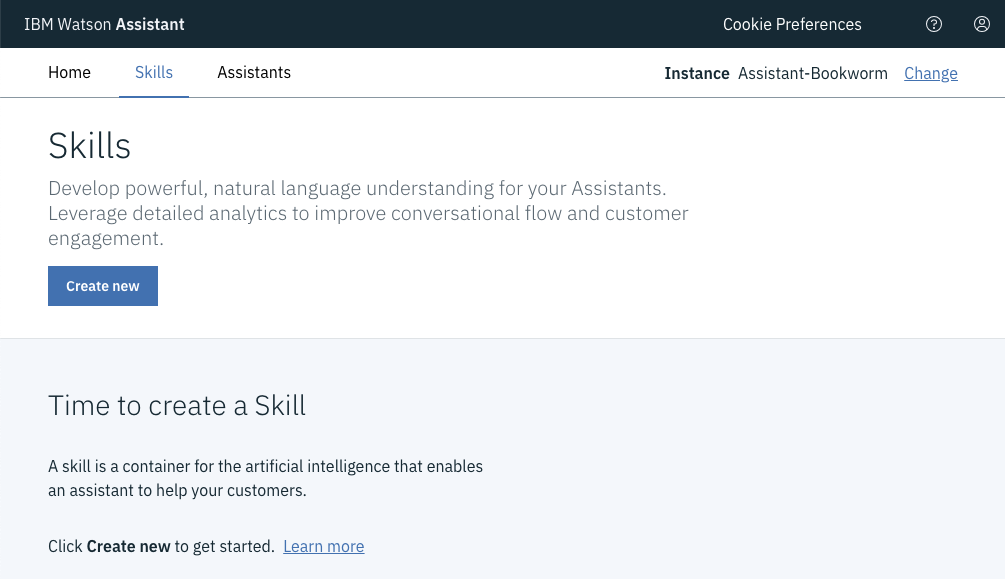 IBM Watson Assistant
Cookie Preferences
Home Skills Assistants
Instance Assistant-Bookworm Change
Skills
Develop powerful, natural language understanding for your Assistants.
Leverage detailed analytics to improve conversational flow and customer
engagement.
Create new
Time to create a Skill
A skill is a container for the artificial intelligence that enables
an assistant to help your customers.
Click Create new to get started. Learn more